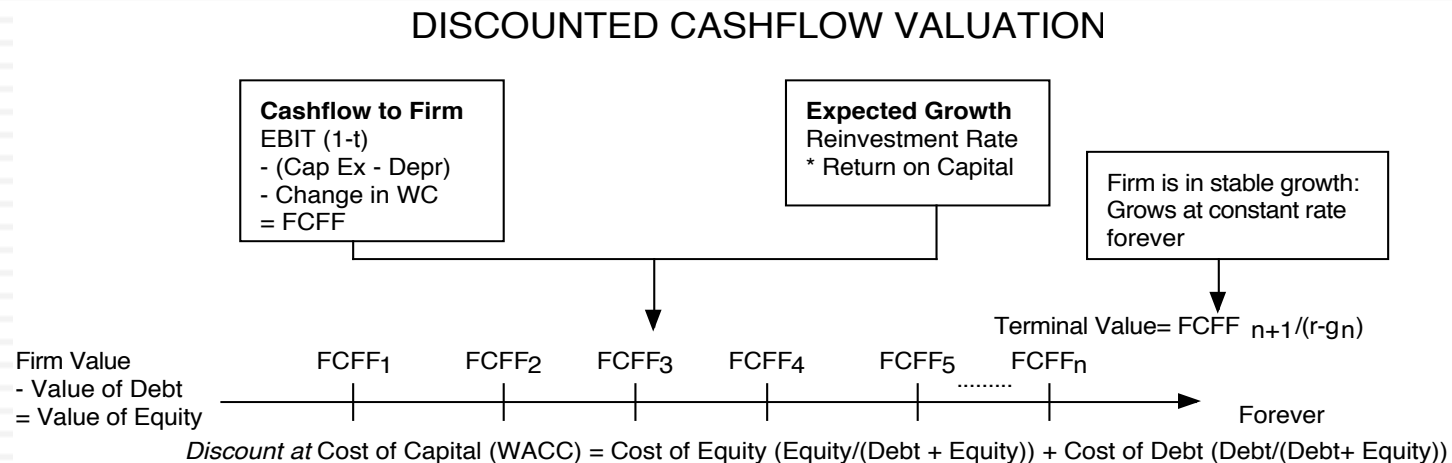 DISCOUNTED CASHFLOW VALUATION
Cashflow to Firm
EBIT (1-t)
- (Cap Ex - Depr)
- Change in WC
= FCFF
Expected Growth
Reinvestment Rate
* Return on Capital
Firm is in stable growth:
Grows at constant rate
forever
Terminal Value= FCFF n+1/(r-gn)
Firm Value
- Value of Debt
= Value of Equity
FCFF1 FCFF2 FCFF3 FCFF4 FCFF5 ......... FCFFn
Forever
Discount at Cost of Capital (WACC) = Cost of Equity (Equity/(Debt + Equity)) + Cost of Debt (Debt/(Debt+ Equity))